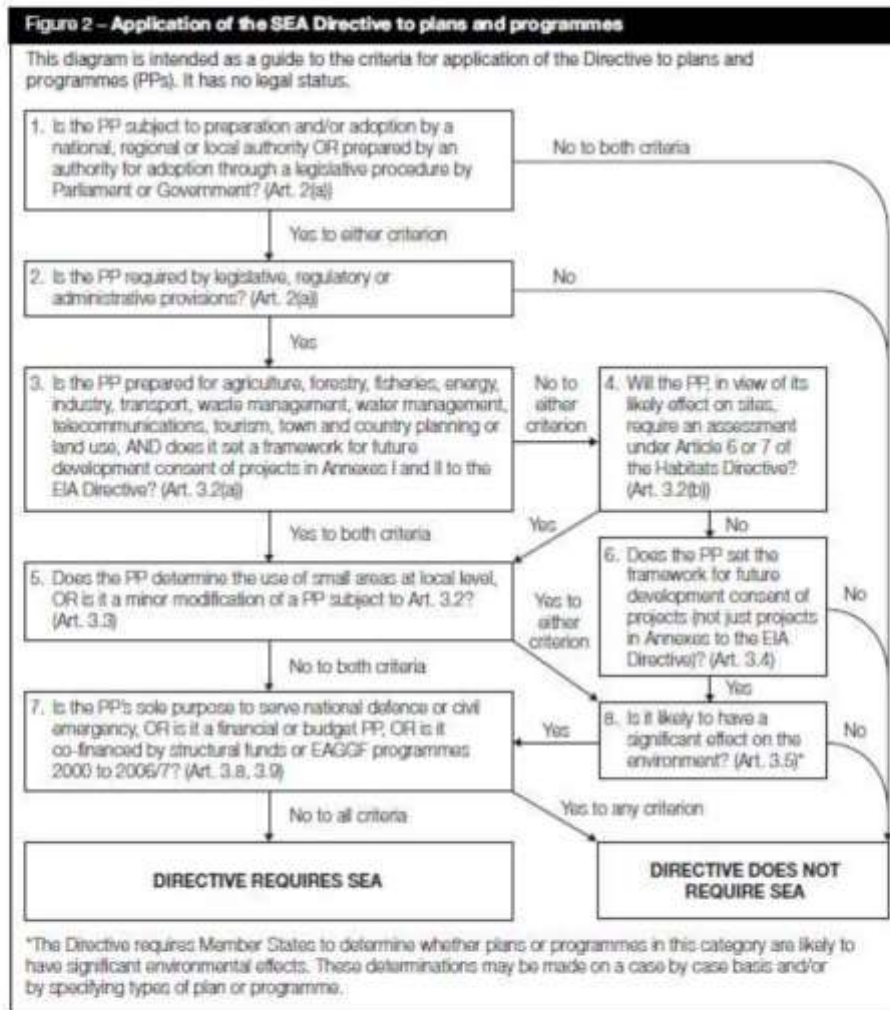 Figure 2 – Application of the SEA Directive to plans and programmes
This diagram is intended as a guide to the criteria for application of the Directive to plans and
programmes (PPs). It has no legal status.
1. Is the PP subject to preparation and/or adoption by a
national, regional or local authority OR prepared by an
authority for adoption through a legislative procedure by
Parliament or Government? (Art. 2(a))
No to both criteria
Yes to either criterion
2. Is the PP required by legislative, regulatory or
administrative provisions? (Art. 2(a))
No
Yes
3. Is the PP prepared for agriculture, forestry, fisheries, energy,
industry, transport, waste management, water management,
telecommunications, tourism, town and country planning or
land use, AND does it set a framework for future
development consent of projects in Annexes I and II to the
EIA Directive? (Art. 3.2(a))
No to
either
criterion
4. Will the PP, in view of its
likely effect on sites,
require an assessment
under Article 6 or 7 of
the Habitats Directive?
(Art. 3.2(b))
Yes to both criteria
Yes
No
5. Does the PP determine the use of small areas at local level,
OR is it a minor modification of a PP subject to Art. 3.2?
(Art. 3.3)
Yes to
either
criterion
6. Does the PP set the
framework for future
development consent of
projects (not just projects
in Annexes to the EIA
Directive)? (Art. 3.4)
No
No to both criteria
Yes
7. Is the PP's sole purpose to serve national defence or civil
emergency, OR is it a financial or budget PP, OR is it
co-financed by structural funds or EAGGF programmes
2000 to 2006/7? (Art. 3.8, 3.9)
Yes
8. Is it likely to have a
significant effect on the
environment? (Art. 3.5)*
No
No to all criteria
Yes to any criterion
DIRECTIVE REQUIRES SEA
DIRECTIVE DOES NOT
REQUIRE SEA
*The Directive requires Member States to determine whether plans or programmes in this category are likely to
have significant environmental effects. These determinations may be made on a case by case basis and/or
by specifying types of plan or programme.